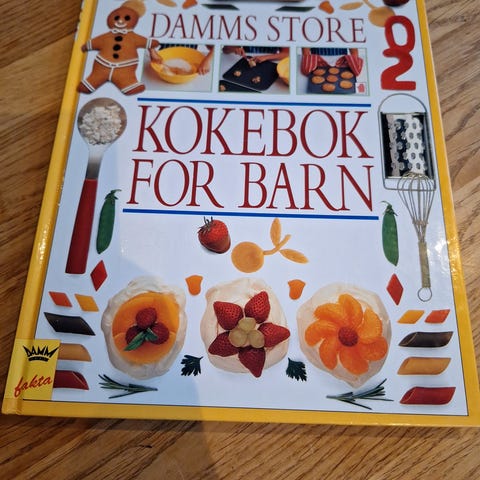 DAMMS STORE
KOKEBOK
FOR BARN
DAMM
fakta